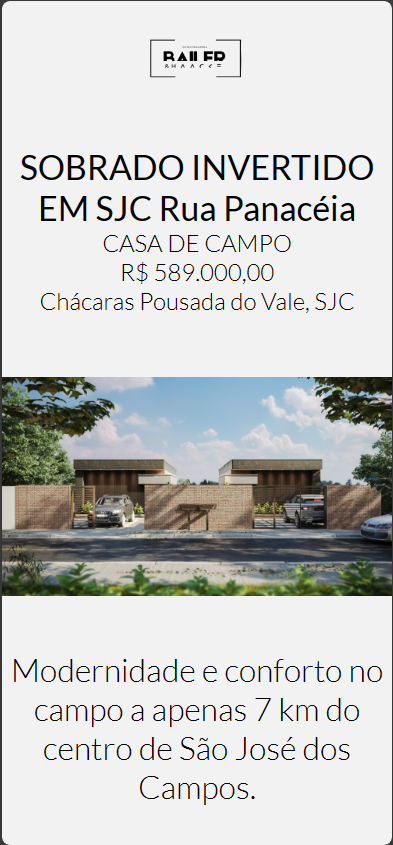 BAILER
SOBRADO INVERTIDO
EM SJC Rua Panacéia
CASA DE CAMPO
R$ 589.000,00
Chácaras Pousada do Vale, SJC
Modernidade e conforto no
campo a apenas 7 km do
centro de São José dos
Campos.